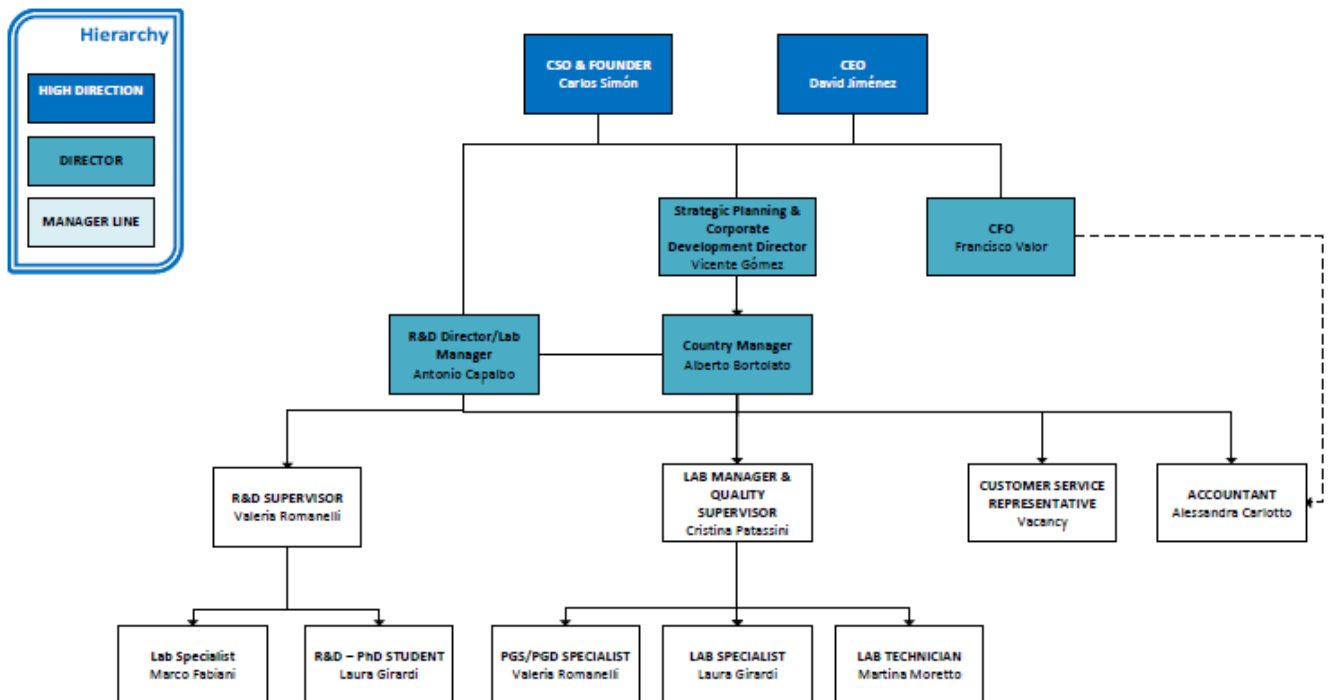 Hierarchy
HIGH DIRECTION
DIRECTOR
MANAGER LINE
CSO & FOUNDER
Carlos Simón
CEO
David Jiménez
Strategic Planning &
Corporate
Development Director
Vicente Gómez
CFO
Francisco Valor
R&D Director/Lab
Manager
Antonio Capalbo
Country Manager
Alberto Bortolato
R&D SUPERVISOR
Valeria Romanelli
LAB MANAGER &
QUALITY
SUPERVISOR
Cristina Patassini
CUSTOMER SERVICE
REPRESENTATIVE
Vacancy
ACCOUNTANT
Alessandra Carlotto
Lab Specialist
Marco Fabiani
R&D – PhD STUDENT
Laura Girardi
PGS/PGD SPECIALIST
Valeria Romanelli
LAB SPECIALIST
Laura Girardi
LAB TECHNICIAN
Martina Moretto